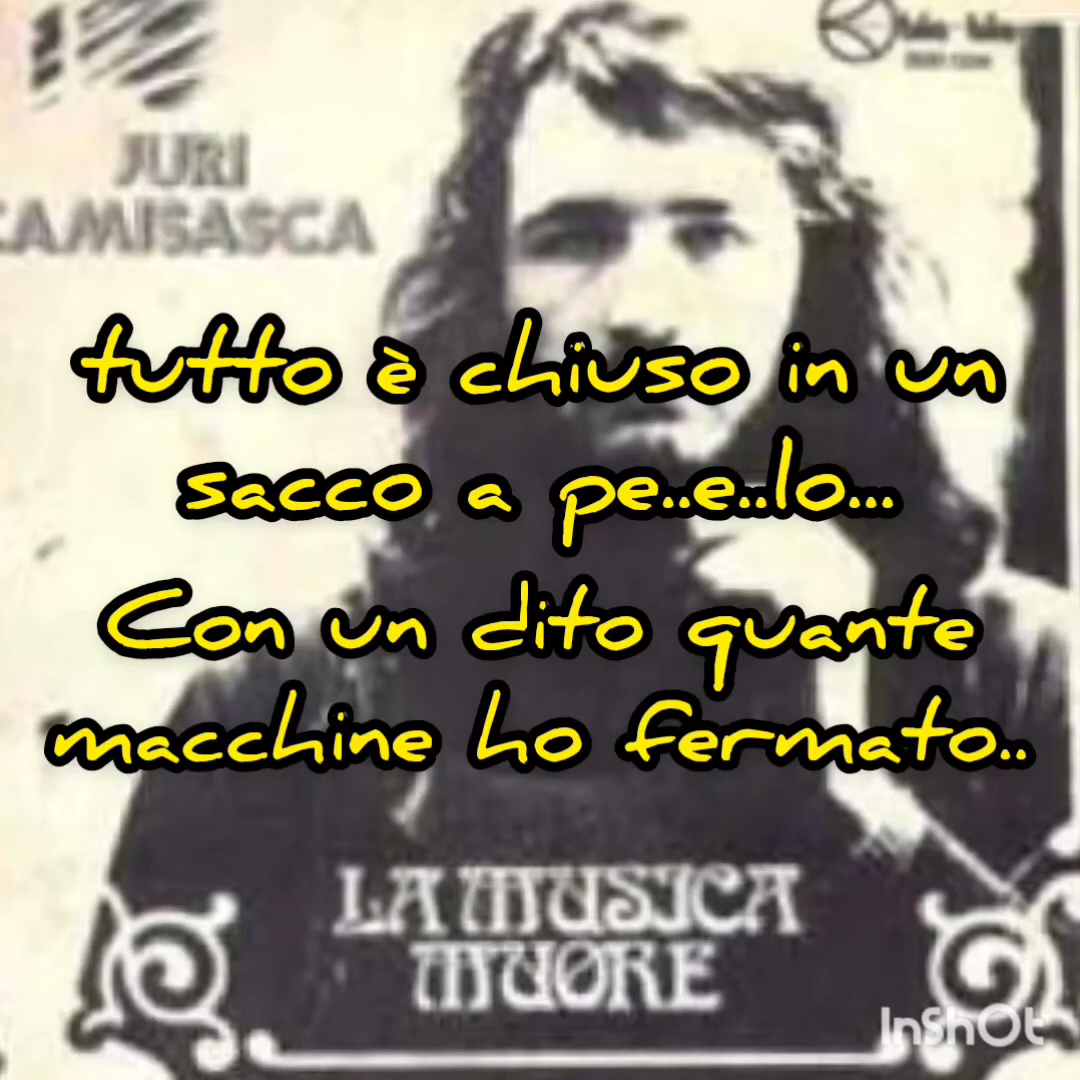 JURI
CAMISASCA
tutto è chiuso in un
sacco a pe..e..lo...
Con un dito quante
macchine ho fermato..
LA MUSICA
MUORE
InShOt